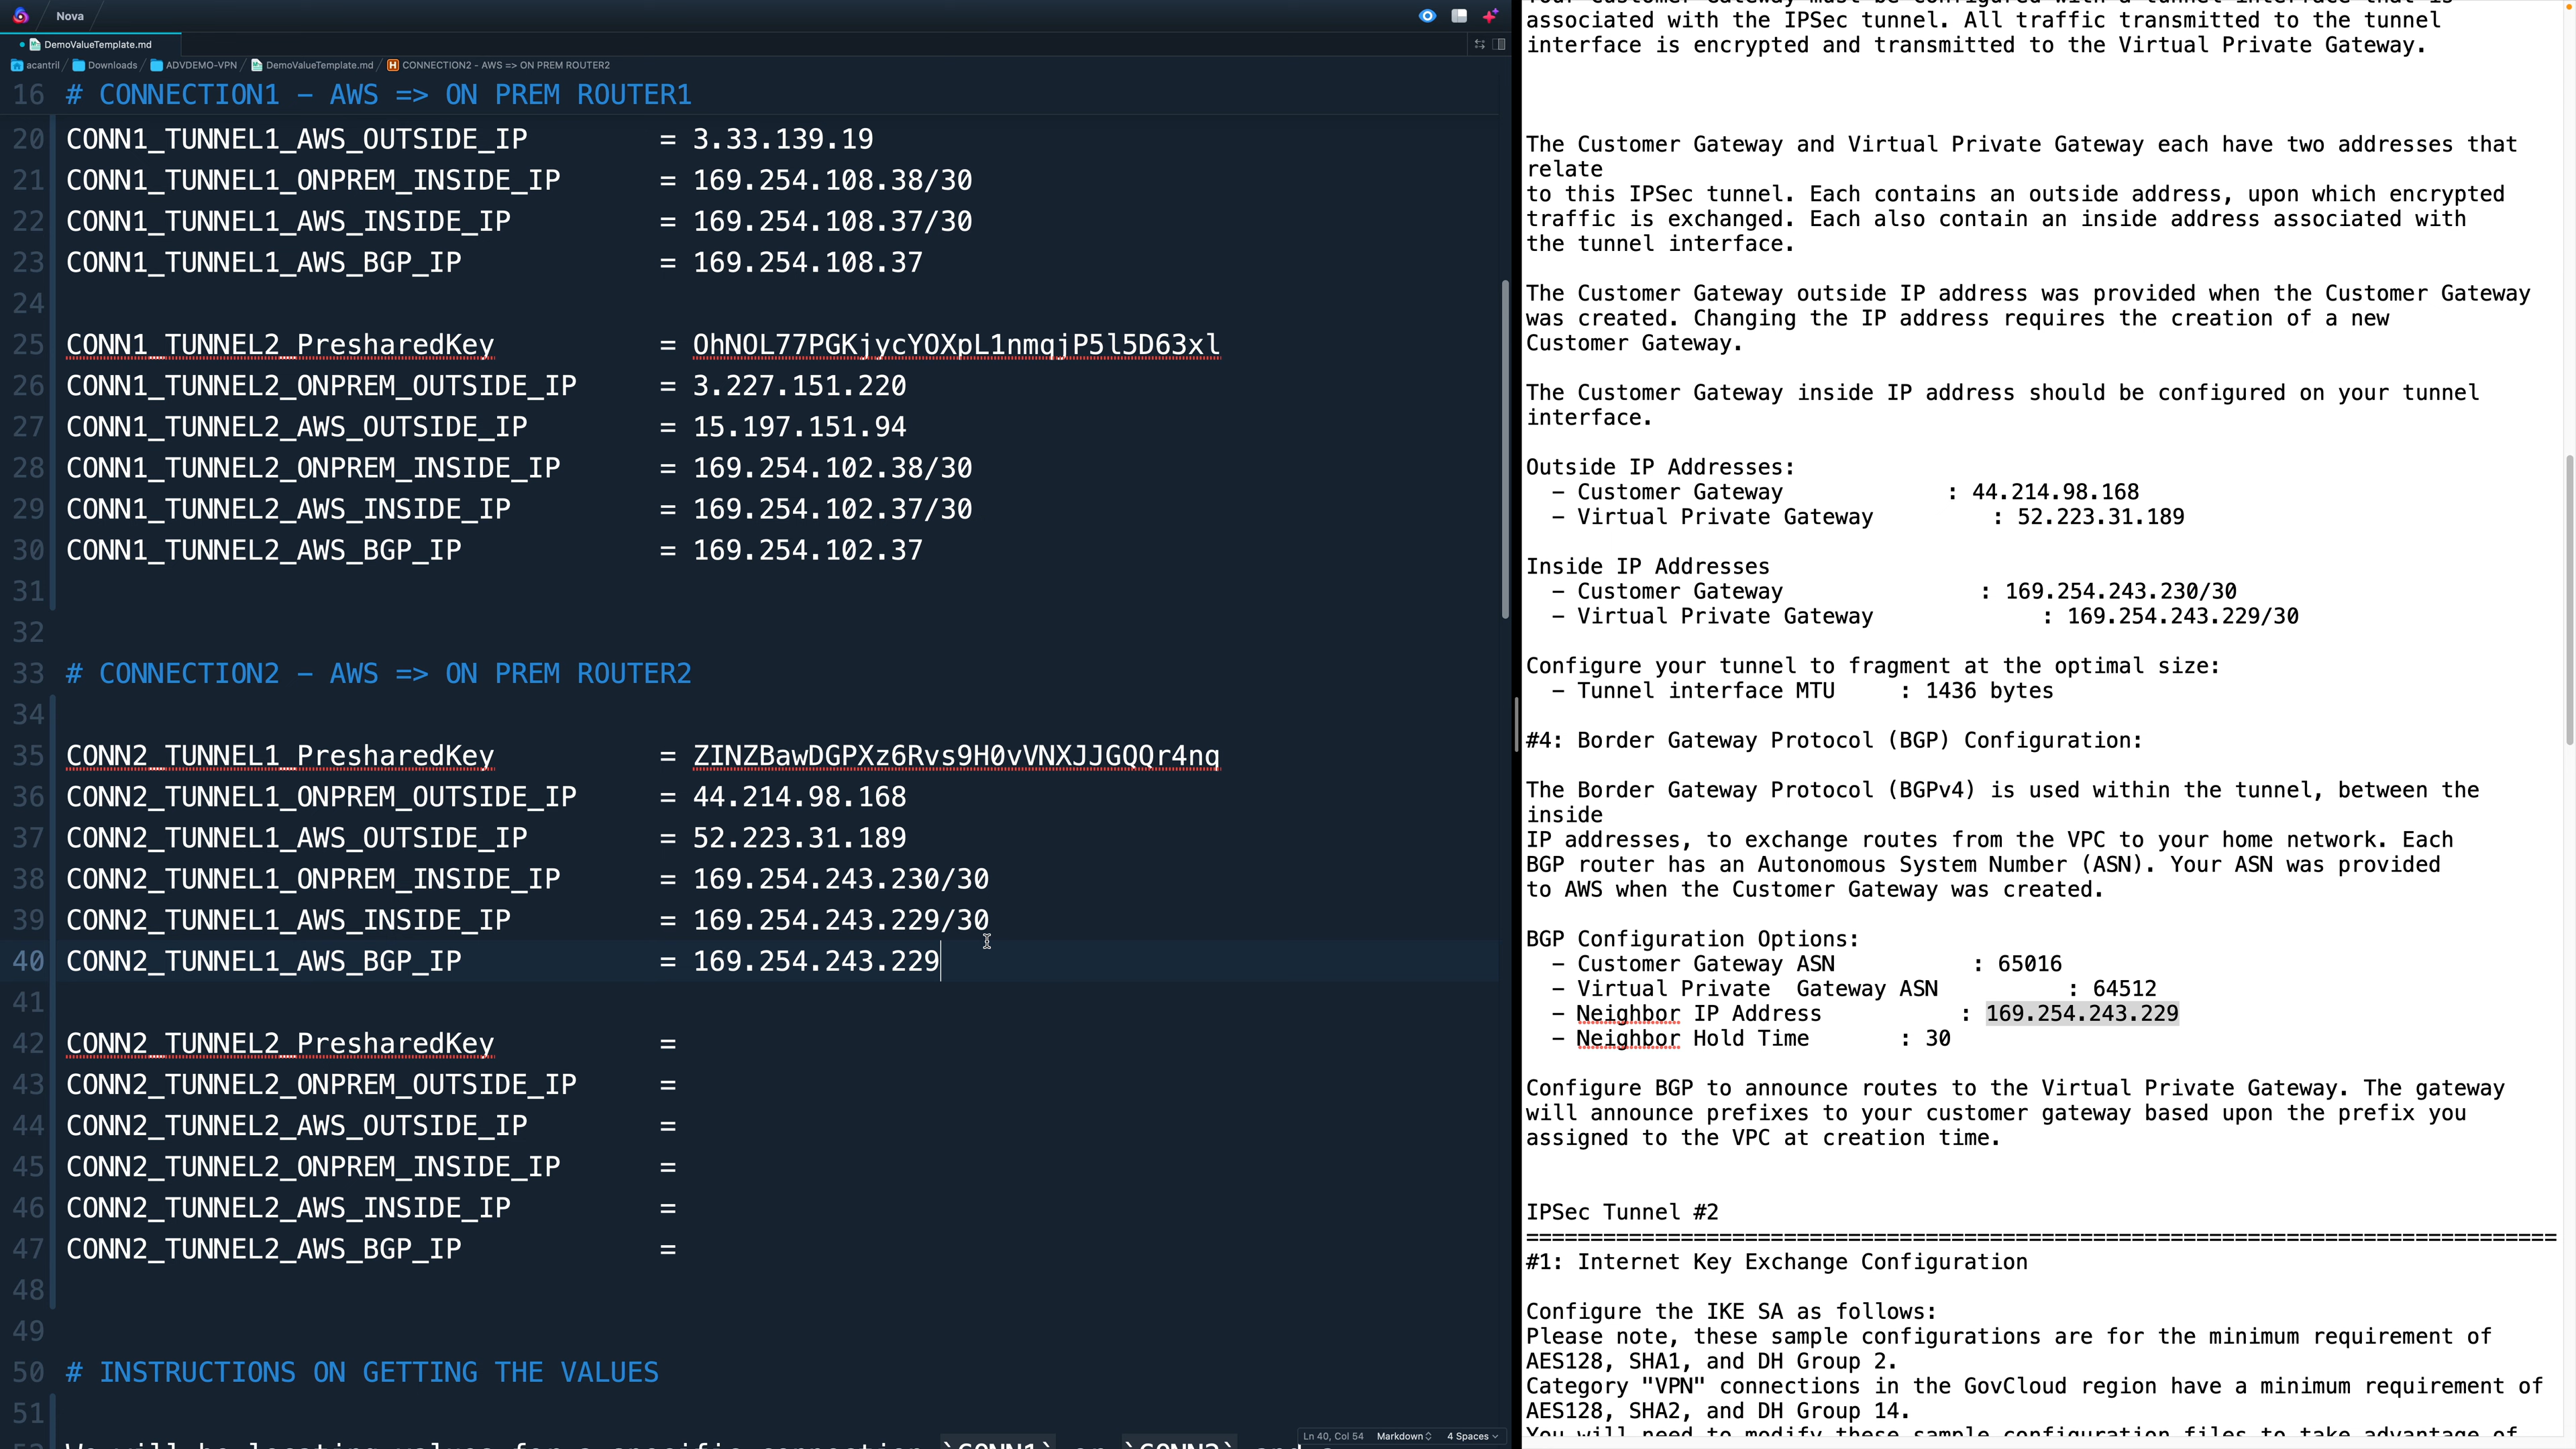 Nova
DemoValueTemplate.md
acantril / Downloads / ADVDEMO-VPN / DemoValueTemplate.md / CONNECTION2 - AWS => ON PREM ROUTER2
16 # CONNECTION1 – AWS => ON PREM ROUTER1
20 CONN1_TUNNEL1_AWS_OUTSIDE_IP = 3.33.139.19
21 CONN1_TUNNEL1_ONPREM_INSIDE_IP = 169.254.108.38/30
22 CONN1_TUNNEL1_AWS_INSIDE_IP = 169.254.108.37/30
23 CONN1_TUNNEL1_AWS_BGP_IP = 169.254.108.37
24
25 CONN1_TUNNEL2_PresharedKey = OhNOL77PGKjycYOXpL1nmqjP5l5D63xl
26 CONN1_TUNNEL2_ONPREM_OUTSIDE_IP = 3.227.151.220
27 CONN1_TUNNEL2_AWS_OUTSIDE_IP = 15.197.151.94
28 CONN1_TUNNEL2_ONPREM_INSIDE_IP = 169.254.102.38/30
29 CONN1_TUNNEL2_AWS_INSIDE_IP = 169.254.102.37/30
30 CONN1_TUNNEL2_AWS_BGP_IP = 169.254.102.37
31
32
33 # CONNECTION2 – AWS => ON PREM ROUTER2
34
35 CONN2_TUNNEL1_PresharedKey = ZINZBawDGPXz6Rvs9H0vVNXJJGQQr4nq
36 CONN2_TUNNEL1_ONPREM_OUTSIDE_IP = 44.214.98.168
37 CONN2_TUNNEL1_AWS_OUTSIDE_IP = 52.223.31.189
38 CONN2_TUNNEL1_ONPREM_INSIDE_IP = 169.254.243.230/30
39 CONN2_TUNNEL1_AWS_INSIDE_IP = 169.254.243.229/30
40 CONN2_TUNNEL1_AWS_BGP_IP = 169.254.243.229
41
42 CONN2_TUNNEL2_PresharedKey =
43 CONN2_TUNNEL2_ONPREM_OUTSIDE_IP =
44 CONN2_TUNNEL2_AWS_OUTSIDE_IP =
45 CONN2_TUNNEL2_ONPREM_INSIDE_IP =
46 CONN2_TUNNEL2_AWS_INSIDE_IP =
47 CONN2_TUNNEL2_AWS_BGP_IP =
48
49
50 # INSTRUCTIONS ON GETTING THE VALUES
51
Ln 40, Col 54 Markdown 4 Spaces
associated with the IPSec tunnel. All traffic transmitted to the tunnel
interface is encrypted and transmitted to the Virtual Private Gateway.
The Customer Gateway and Virtual Private Gateway each have two addresses that
relate
to this IPSec tunnel. Each contains an outside address, upon which encrypted
traffic is exchanged. Each also contain an inside address associated with
the tunnel interface.
The Customer Gateway outside IP address was provided when the Customer Gateway
was created. Changing the IP address requires the creation of a new
Customer Gateway.
The Customer Gateway inside IP address should be configured on your tunnel
interface.
Outside IP Addresses:
– Customer Gateway : 44.214.98.168
– Virtual Private Gateway : 52.223.31.189
Inside IP Addresses
– Customer Gateway : 169.254.243.230/30
– Virtual Private Gateway : 169.254.243.229/30
Configure your tunnel to fragment at the optimal size:
– Tunnel interface MTU : 1436 bytes
#4: Border Gateway Protocol (BGP) Configuration:
The Border Gateway Protocol (BGPv4) is used within the tunnel, between the
inside
IP addresses, to exchange routes from the VPC to your home network. Each
BGP router has an Autonomous System Number (ASN). Your ASN was provided
to AWS when the Customer Gateway was created.
BGP Configuration Options:
– Customer Gateway ASN : 65016
– Virtual Private Gateway ASN : 64512
– Neighbor IP Address : 169.254.243.229
– Neighbor Hold Time : 30
Configure BGP to announce routes to the Virtual Private Gateway. The gateway
will announce prefixes to your customer gateway based upon the prefix you
assigned to the VPC at creation time.
IPSec Tunnel #2
================================================================================
#1: Internet Key Exchange Configuration
Configure the IKE SA as follows:
Please note, these sample configurations are for the minimum requirement of
AES128, SHA1, and DH Group 2.
Category "VPN" connections in the GovCloud region have a minimum requirement of
AES128, SHA2, and DH Group 14.
You will need to modify these sample configuration files to take advantage of